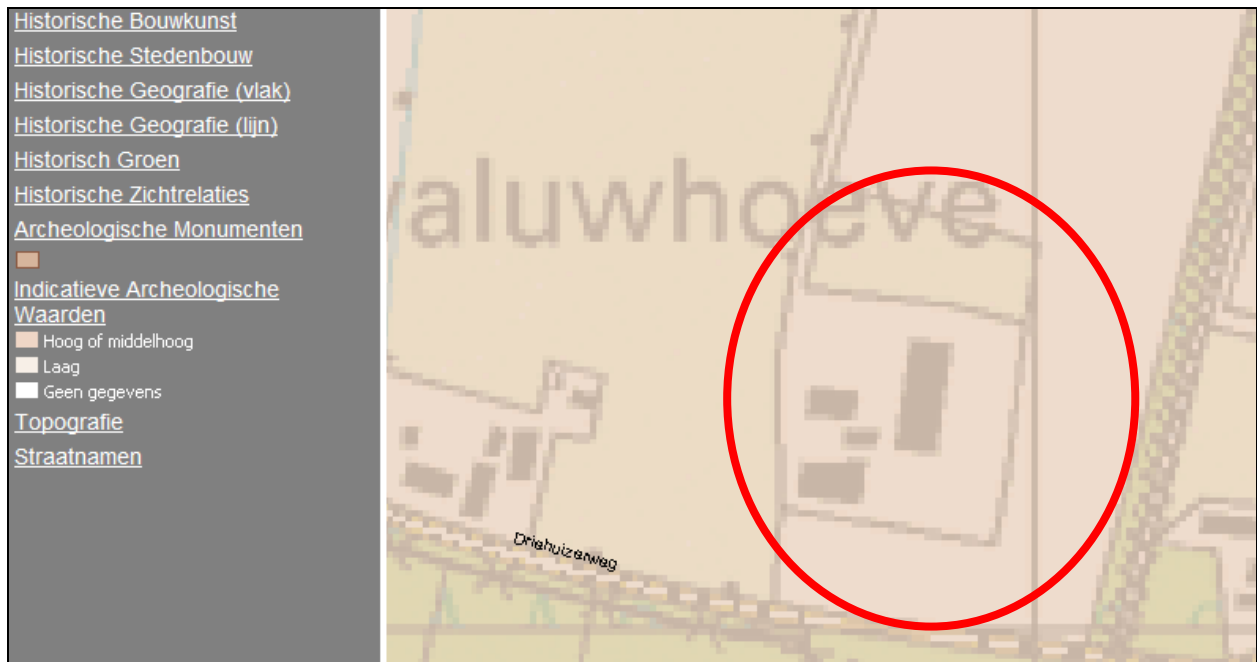 Historische Bouwkunst
Historische Stedenbouw
Historische Geografie (vlak)
Historische Geografie (lijn)
Historisch Groen
Historische Zichtrelaties
Archeologische Monumenten
Indicatieve Archeologische
Waarden
Hoog of middelhoog
Laag
Geen gegevens
Topografie
Straatnamen
valuwhoeve
Driehuizerweg